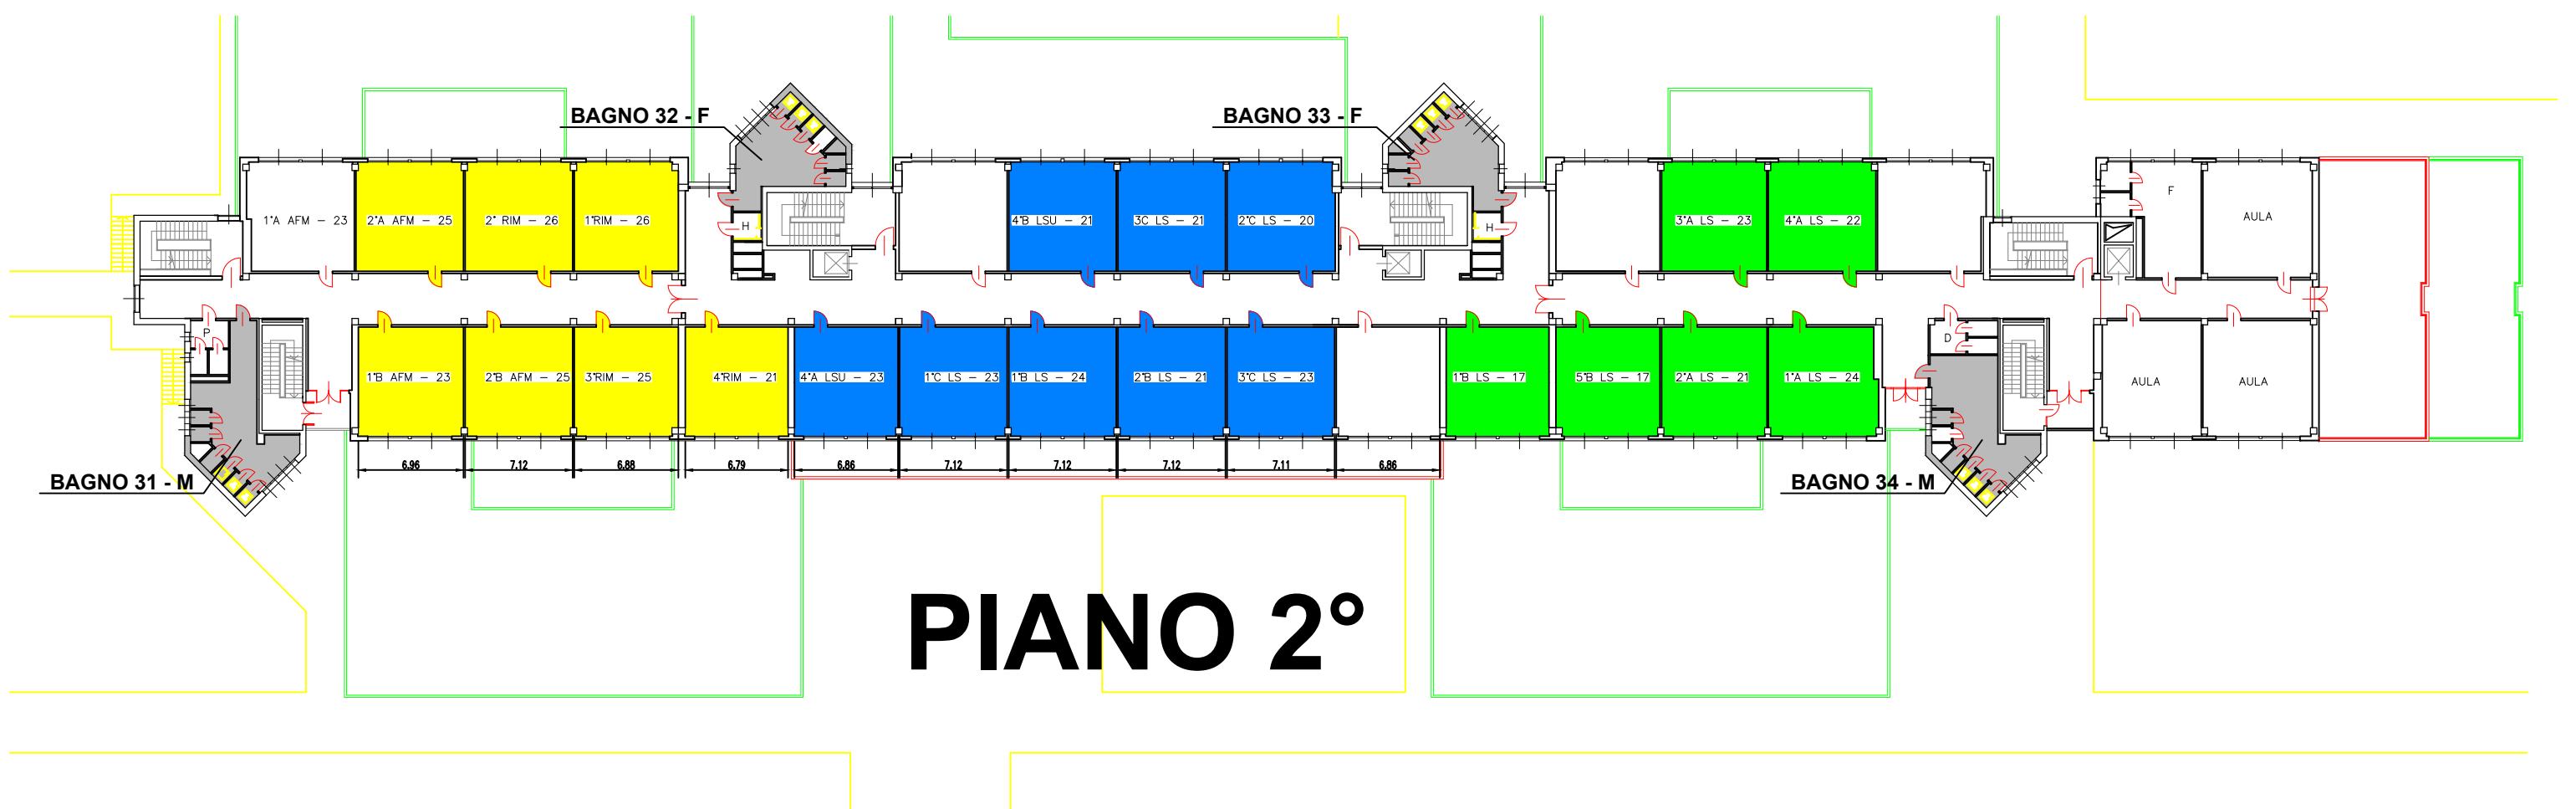 BAGNO 32 - F
BAGNO 33 - F
1°A AFM - 23
2°A AFM - 25
2° RIM - 26
1°RIM - 26
H
4°B LSU - 21
3C LS - 21
2°C LS - 20
H
3°A LS - 23
4°A LS - 22
F
AULA
P
1°B AFM - 23
2°B AFM - 25
3°RIM - 25
4°RIM - 21
4°A LSU - 23
1°C LS - 23
1°B LS - 24
2°B LS - 21
3°C LS - 23
1°B LS - 17
5°B LS - 17
2°A LS - 21
1°A LS - 24
D
AULA
AULA
6.96
7.12
6.88
6.79
6.86
7.12
7.12
7.12
7.11
6.86
BAGNO 31 - M
BAGNO 34 - M
PIANO 2°